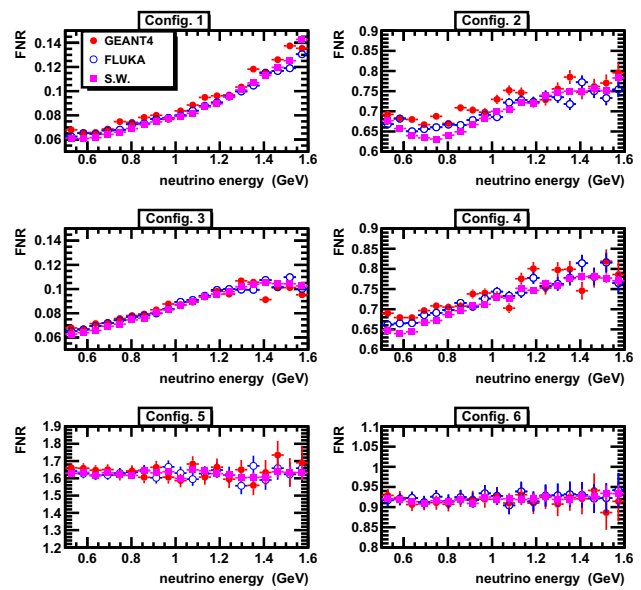 Config. 1
FNR
0.14
0.12
0.1
0.08
0.06
GEANT4
FLUKA
S.W.
0.6 0.8 1 1.2 1.4 1.6
neutrino energy (GeV)
Config. 2
FNR
0.9
0.85
0.8
0.75
0.7
0.65
0.6
0.6 0.8 1 1.2 1.4 1.6
neutrino energy (GeV)
Config. 3
FNR
0.14
0.12
0.1
0.08
0.06
0.6 0.8 1 1.2 1.4 1.6
neutrino energy (GeV)
Config. 4
FNR
0.9
0.85
0.8
0.75
0.7
0.65
0.6
0.6 0.8 1 1.2 1.4 1.6
neutrino energy (GeV)
Config. 5
FNR
1.9
1.8
1.7
1.6
1.5
1.4
1.3
1.2
0.6 0.8 1 1.2 1.4 1.6
neutrino energy (GeV)
Config. 6
FNR
1.1
1.05
1
0.95
0.9
0.85
0.8
0.6 0.8 1 1.2 1.4 1.6
neutrino energy (GeV)